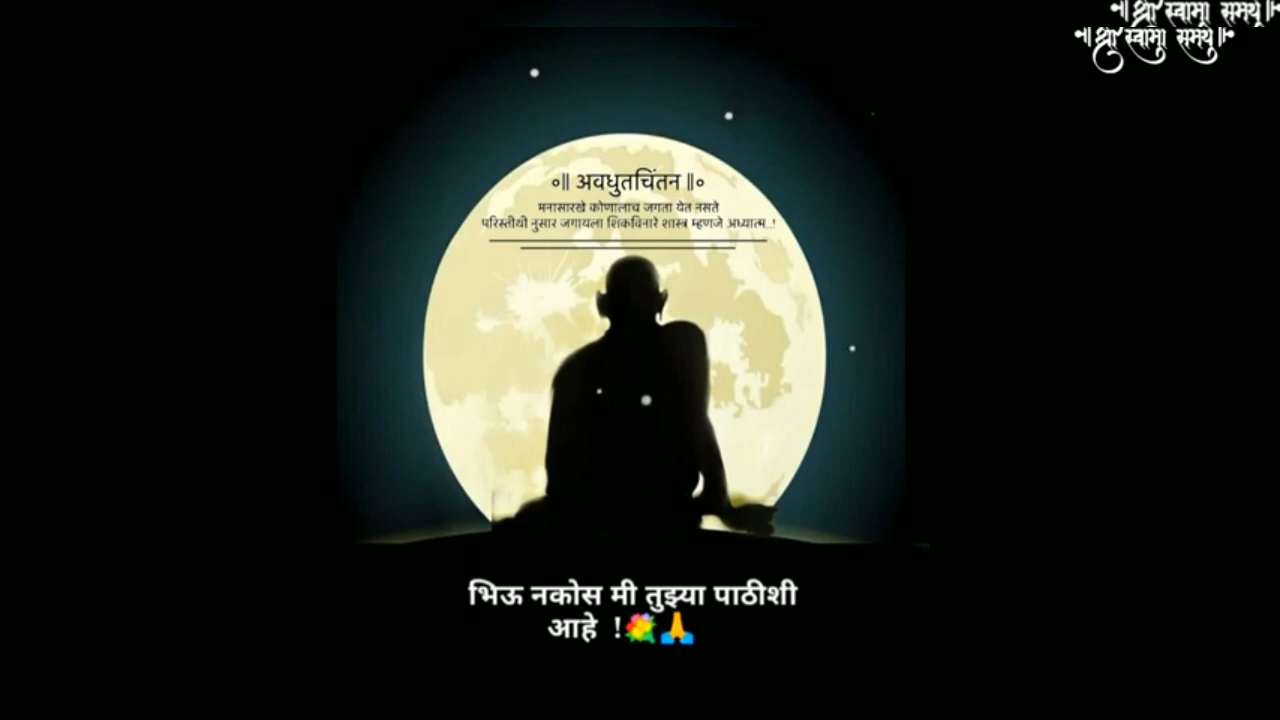 ॥ श्री स्वामी समर्थ ॥
॥ श्री स्वामी समर्थ ॥
०॥ अवधुतचिंतन ॥०
मनासारखे कोणालाच जगता येत नसते
परिस्तीथी नुसार जगायला शिकविनारे शास्त्र म्हणजे अध्यात्म..!
भिऊ नकोस मी तुझ्या पाठीशी
आहे !💐🙏